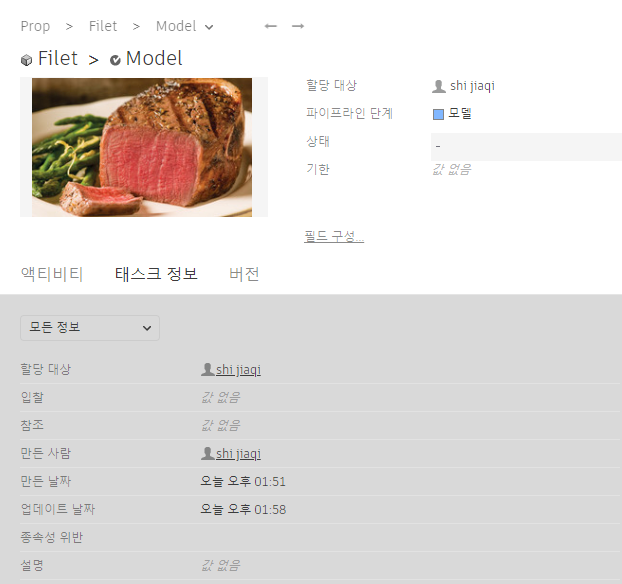 Prop > Filet > Model
Filet > Model
할당 대상 shi jiaqi
파이프라인 단계 모델
상태 -
기한 값 없음
필드 구성...
액티비티 태스크 정보 버전
모든 정보
할당 대상 shi jiaqi
입찰 값 없음
참조 값 없음
만든 사람 shi jiaqi
만든 날짜 오늘 오후 01:51
업데이트 날짜 오늘 오후 01:58
종속성 위반
설명 값 없음